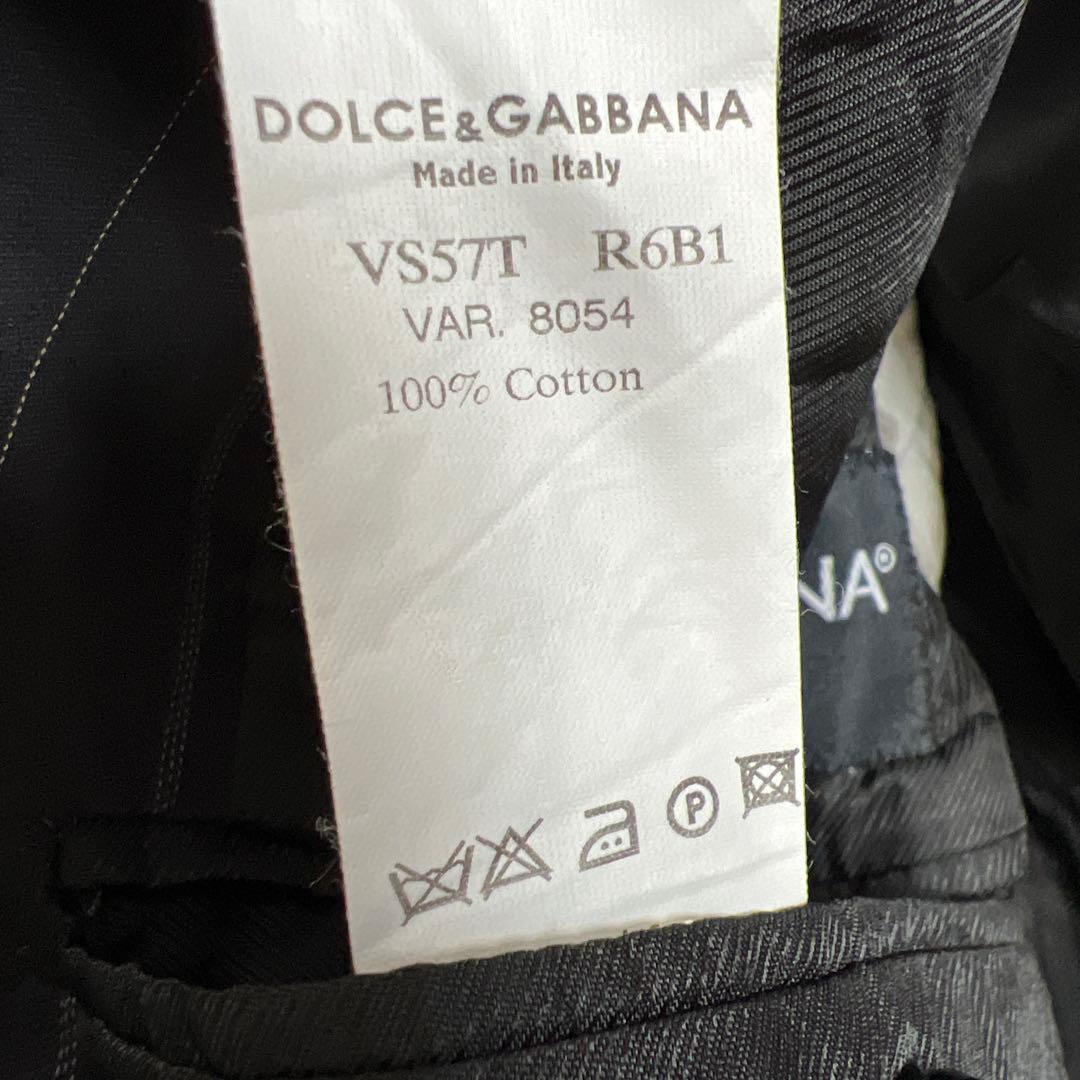 DOLCE&GABBANA
Made in Italy
VS57T R6B1
VAR. 8054
100% Cotton
P
NA®